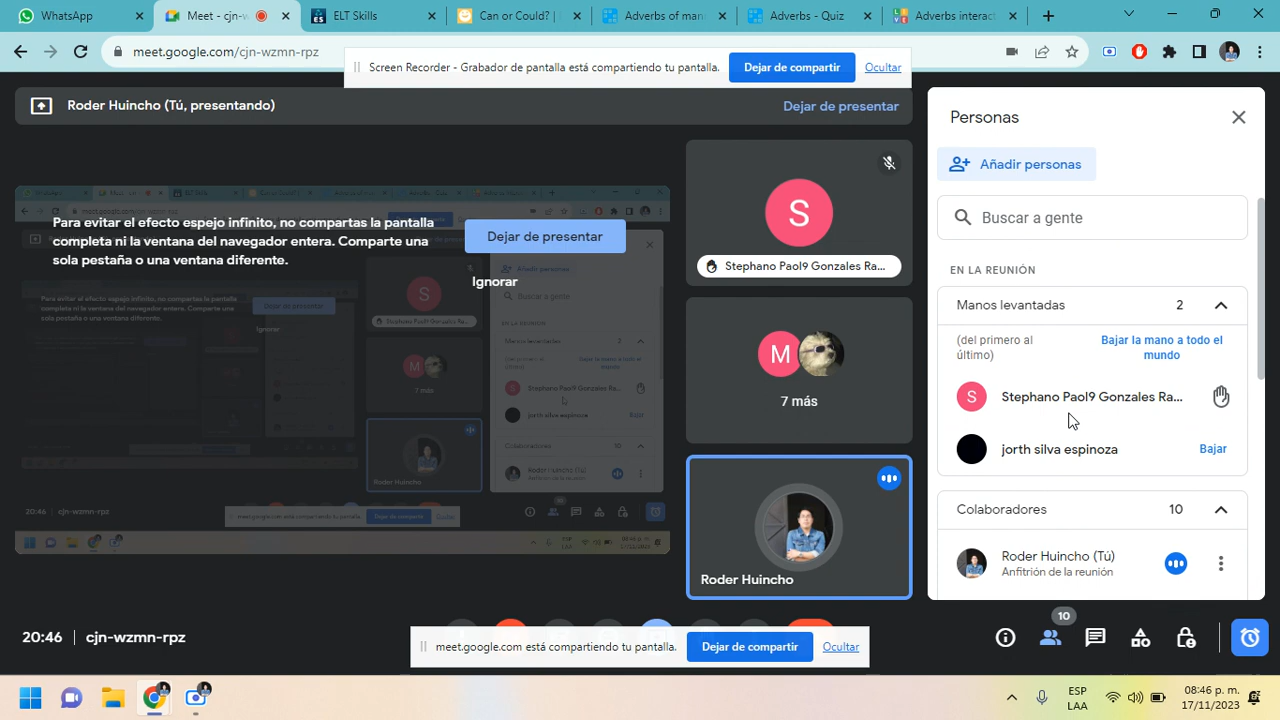 WhatsApp
Meet - cjn-w
ELT Skills
Can or Could? |
Adverbs of man
Adverbs - Quiz
Adverbs interact
meet.google.com/cjn-wzmn-rpz
Screen Recorder - Grabador de pantalla está compartiendo tu pantalla.
Dejar de compartir
Ocultar
Roder Huincho (Tú, presentando)
Dejar de presentar
Para evitar el efecto espejo infinito, no compartas la pantalla
completa ni la ventana del navegador entera. Comparte una
sola pestaña o una ventana diferente.
Dejar de presentar
Ignorar
S
Stephano Paol9 Gonzales Ra...
M
7 más
Roder Huincho
Personas
Añadir personas
Buscar a gente
EN LA REUNIÓN
Manos levantadas 2
(del primero al
último)
Bajar la mano a todo el
mundo
S
Stephano Paol9 Gonzales Ra...
jorth silva espinoza
Bajar
Colaboradores 10
Roder Huincho (Tú)
Anfitrión de la reunión
20:46 | cjn-wzmn-rpz
meet.google.com está compartiendo tu pantalla.
Dejar de compartir
Ocultar
10
ESP
LAA
08:46 p. m.
17/11/2023